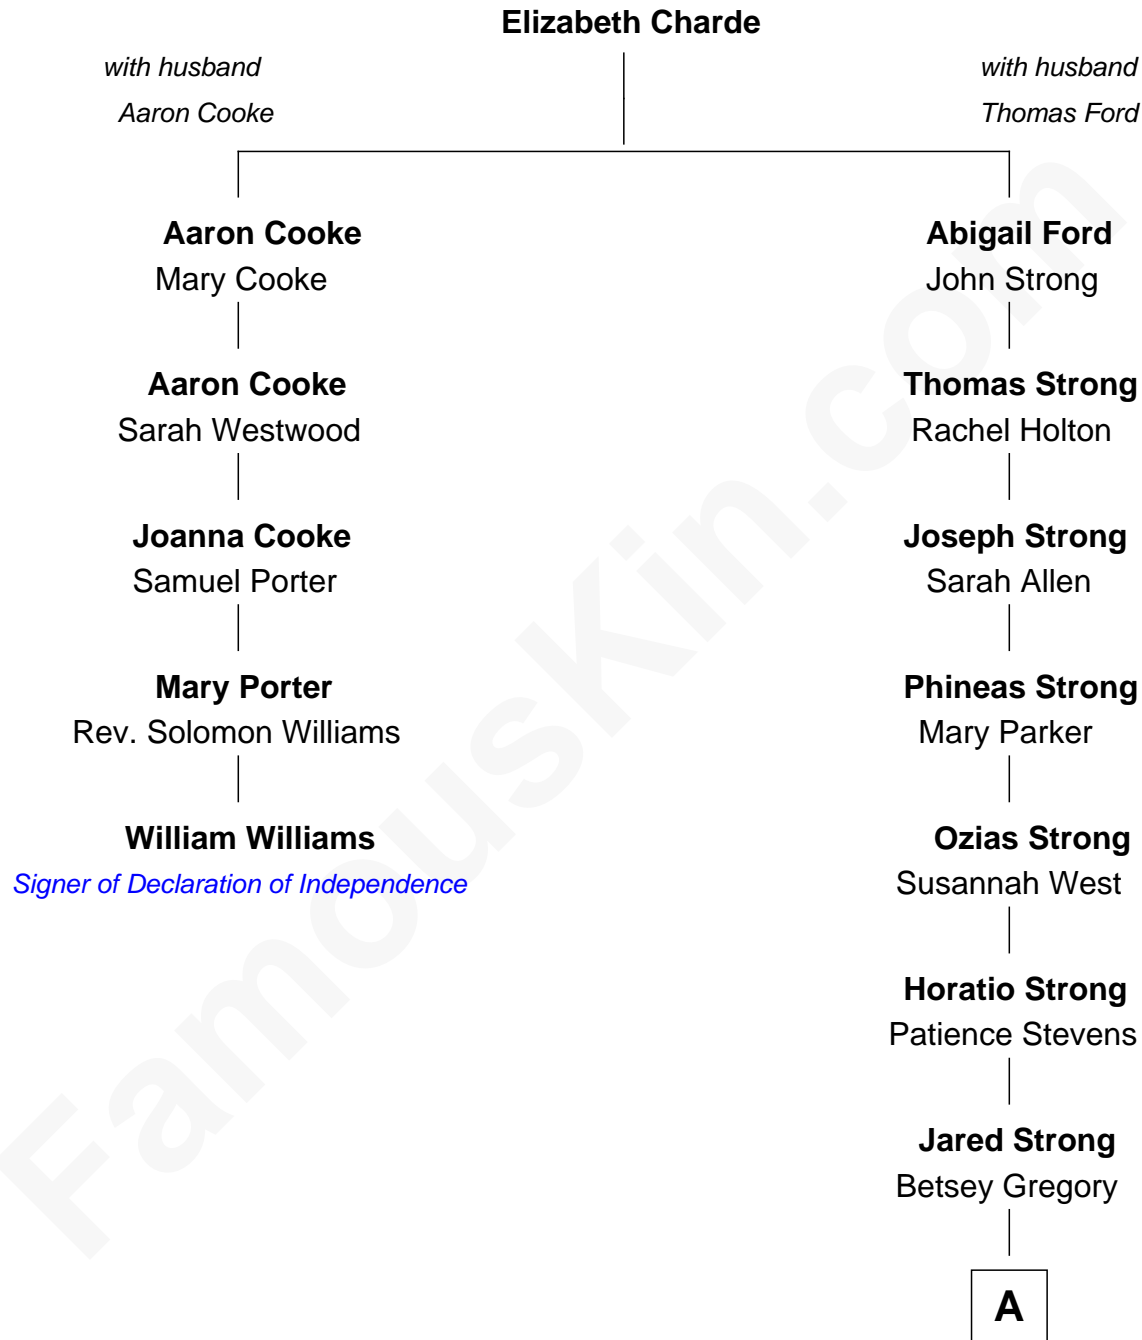 Elizabeth Charde
with husband
Aaron Cooke
with husband
Thomas Ford
Aaron Cooke
Mary Cooke
Abigail Ford
John Strong
Aaron Cooke
Sarah Westwood
Thomas Strong
Rachel Holton
Joanna Cooke
Samuel Porter
Joseph Strong
Sarah Allen
Mary Porter
Rev. Solomon Williams
Phineas Strong
Mary Parker
William Williams
Signer of Declaration of Independence
Ozias Strong
Susannah West
Horatio Strong
Patience Stevens
Jared Strong
Betsey Gregory
A
FamousKin.com